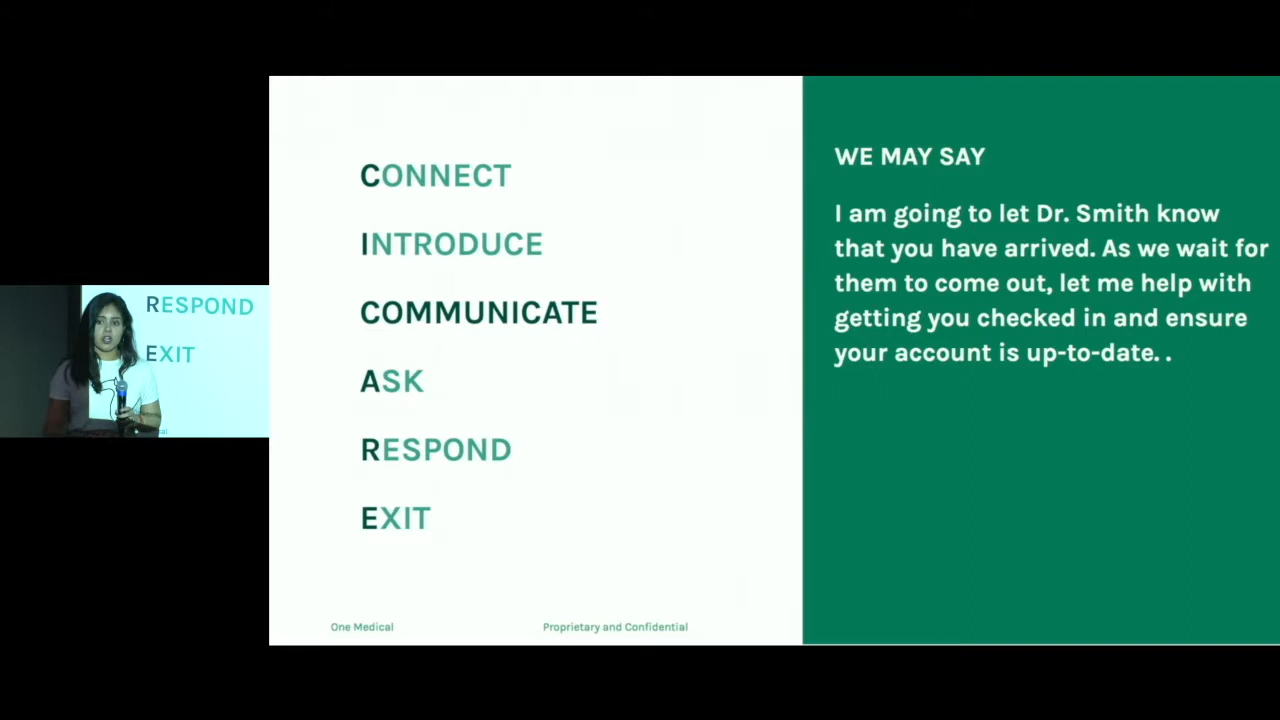 CONNECT
INTRODUCE
COMMUNICATE
ASK
RESPOND
EXIT
One Medical
Proprietary and Confidential
WE MAY SAY
I am going to let Dr. Smith know
that you have arrived. As we wait for
them to come out, let me help with
getting you checked in and ensure
your account is up-to-date. .
RESPOND
EXIT